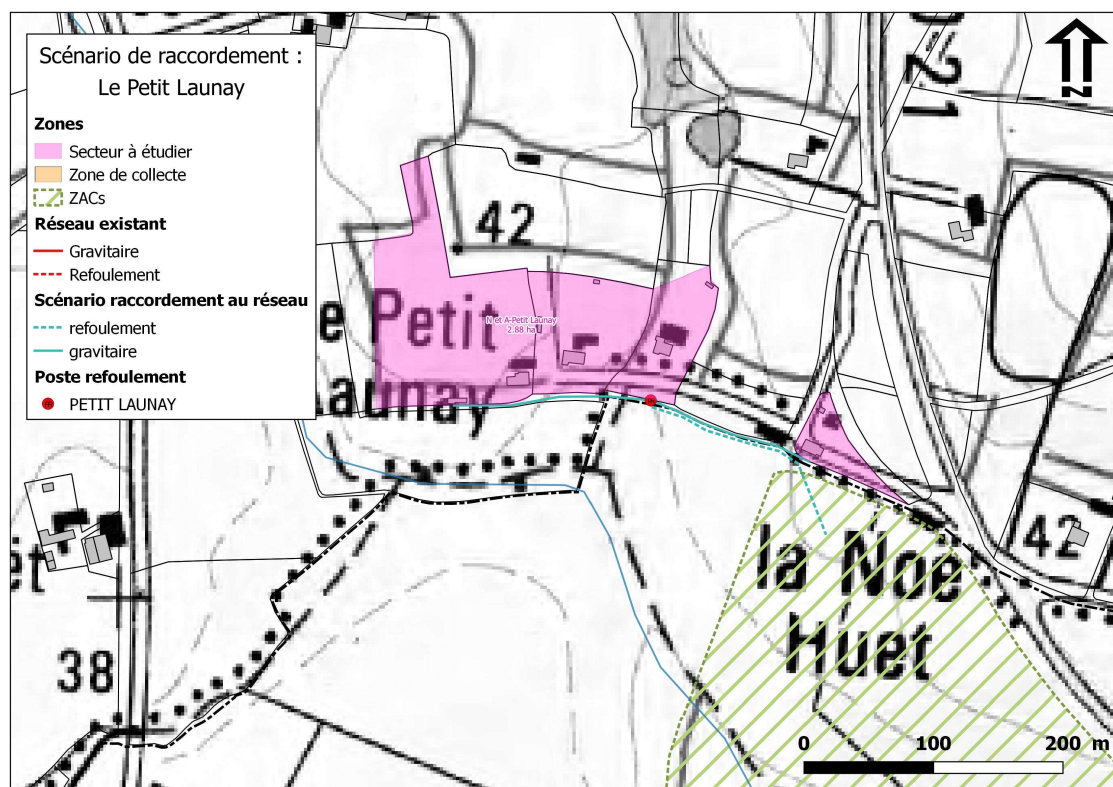 Scénario de raccordement :
Le Petit Launay
Zones
Secteur à étudier
Zone de collecte
ZACs
Réseau existant
Gravitaire
Refoulement
Scénario raccordement au réseau
refoulement
gravitaire
Poste refoulement
PETIT LAUNAY
N
42
e Petit
Launay
N et A-Petit Launay
2.88 ha
la Noë
Huet
42
38
et
0 100 200 m